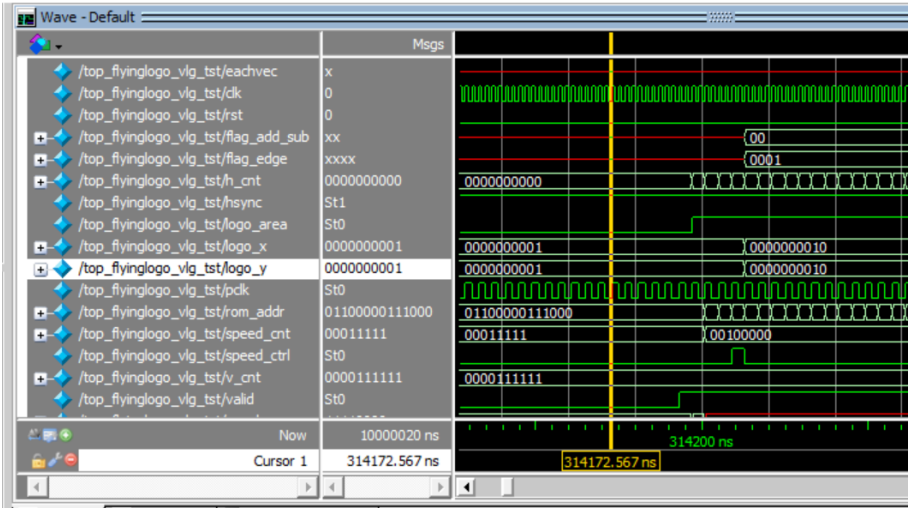 Wave - Default
Msgs
/top_flyinglogo_vlg_tst/eachvec x
/top_flyinglogo_vlg_tst/clk 0
/top_flyinglogo_vlg_tst/rst 0
/top_flyinglogo_vlg_tst/flag_add_sub xx 00
/top_flyinglogo_vlg_tst/flag_edge xxxx 0001
/top_flyinglogo_vlg_tst/h_cnt 0000000000 0000000000
/top_flyinglogo_vlg_tst/hsync St1
/top_flyinglogo_vlg_tst/logo_area St0
/top_flyinglogo_vlg_tst/logo_x 0000000001 0000000001 0000000010
/top_flyinglogo_vlg_tst/logo_y 0000000001 0000000001 0000000010
/top_flyinglogo_vlg_tst/pclk St0
/top_flyinglogo_vlg_tst/rom_addr 01100000111000 01100000111000
/top_flyinglogo_vlg_tst/speed_cnt 00011111 00011111 00100000
/top_flyinglogo_vlg_tst/speed_ctrl St0
/top_flyinglogo_vlg_tst/v_cnt 0000111111 0000111111
/top_flyinglogo_vlg_tst/valid St0
Now 10000020 ns 314200 ns
Cursor 1 314172.567 ns 314172.567 ns